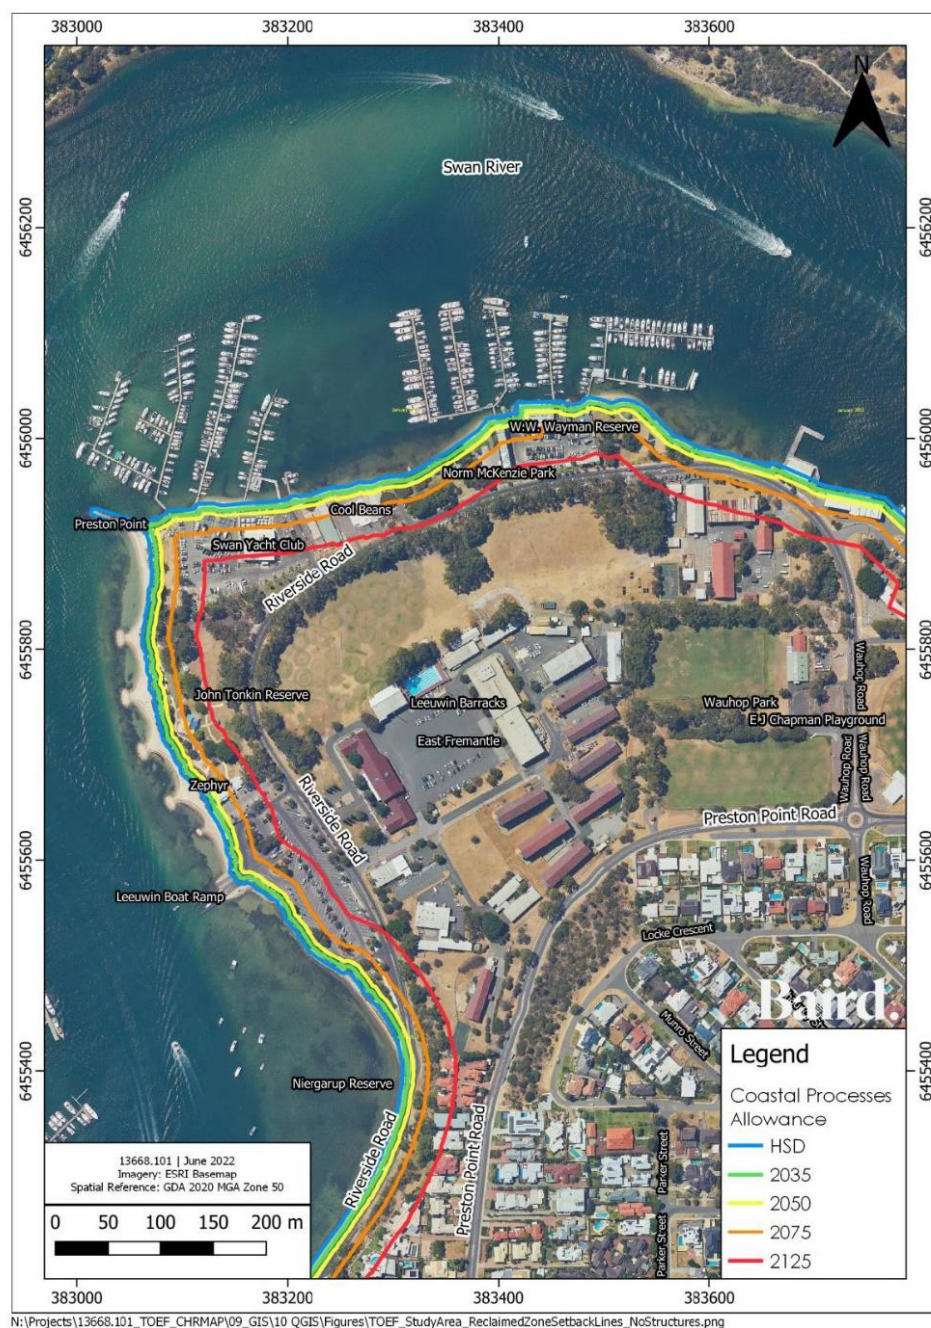 383000 383200 383400 383600
N
Swan River
6456200 6456200
W.W. Wayman Reserve
6456000 6456000
Norm McKenzie Park
Cool Beans
Preston Point
Swan Yacht Club
Riverside Road
6455800 6455800
Wauhop Road
John Tonkin Reserve
Leeuwin Barracks
Wauhop Park
E J Chapman Playground
East Fremantle
Wauhop Road
Wauhop Road
Zephyr
Riverside Road
Preston Point Road
6455600 6455600
Leeuwin Boat Ramp
Wauhop Road
Locke Crescent
Baird.
Munro Street
6455400 6455400
Niergarup Reserve
Riverside Road
Preston Point Road
Parker Street
Parker Street
Legend
Coastal Processes
Allowance
HSD
2035
2050
2075
2125
13668.101 | June 2022
Imagery: ESRI Basemap
Spatial Reference: GDA 2020 MGA Zone 50
0 50 100 150 200 m
383000 383200 383400 383600
N:\Projects\13668.101_TOEF_CHRMAP\09_GIS\10 QGIS\Figures\TOEF_StudyArea_ReclaimedZoneSetbackLines_NoStructures.png